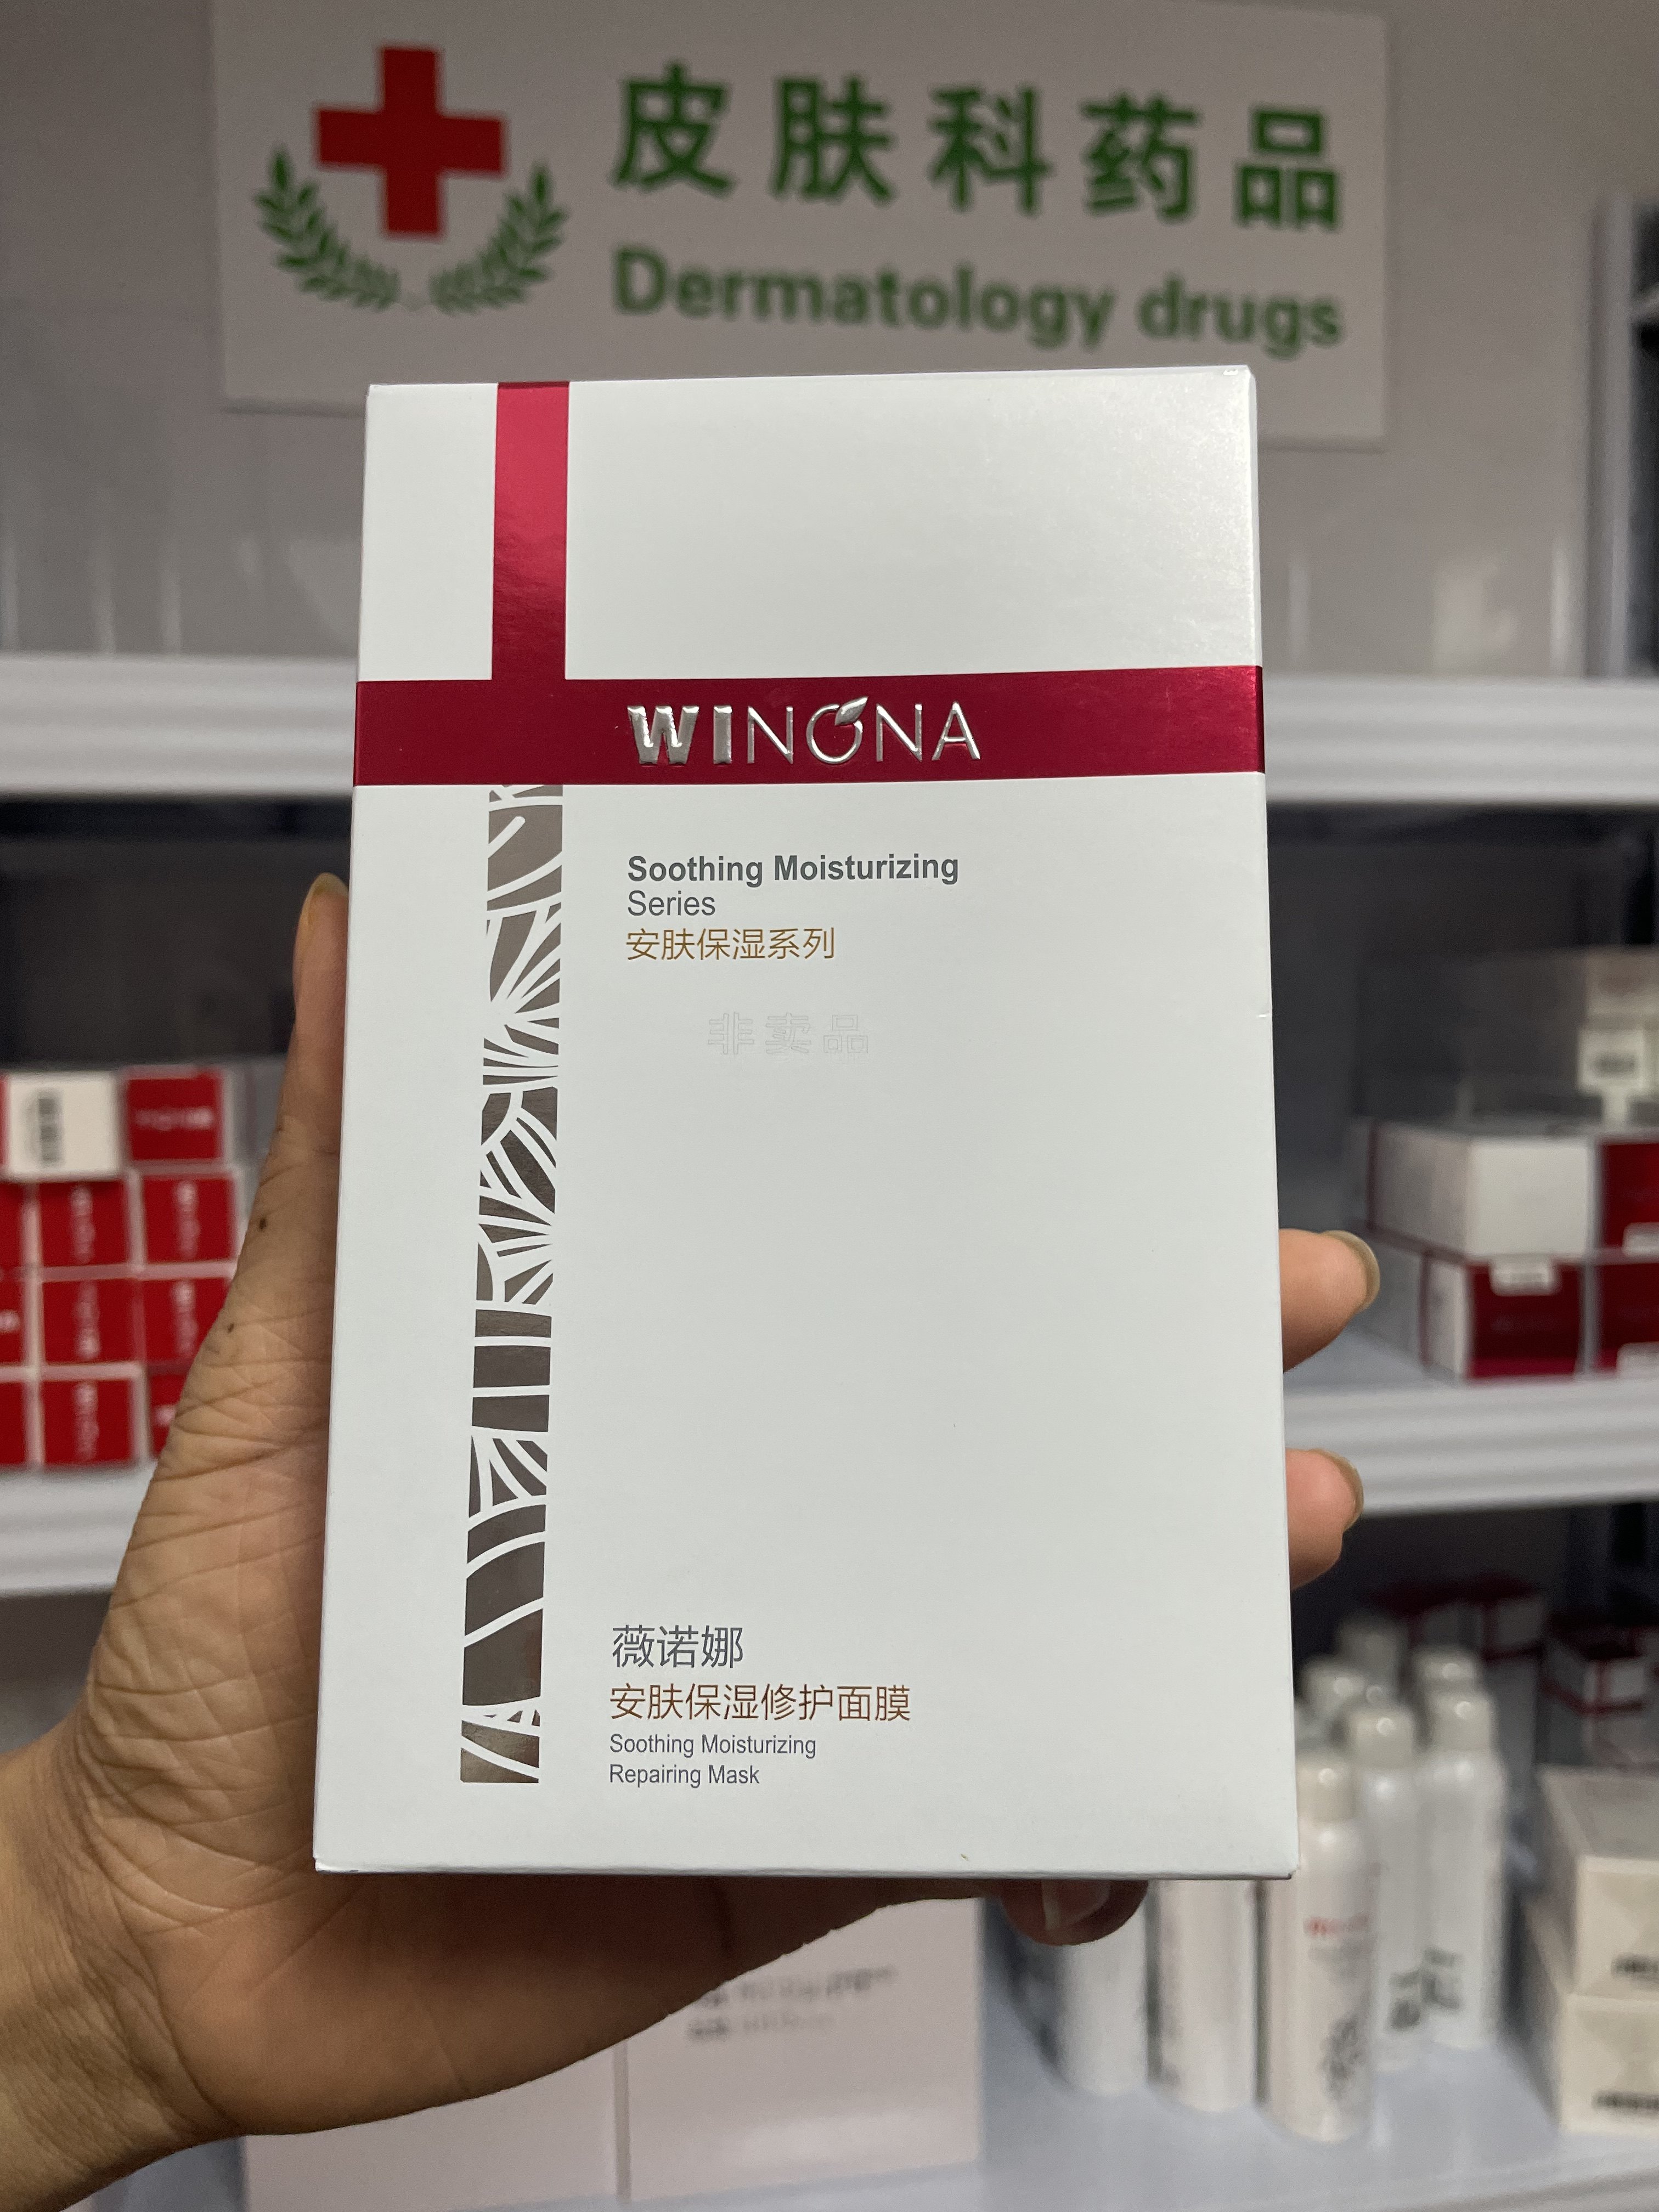 皮肤科药品
Dermatology drugs
WINONA
Soothing Moisturizing
Series
安肤保湿系列
非卖品
薇诺娜
安肤保湿修护面膜
Soothing Moisturizing
Repairing Mask